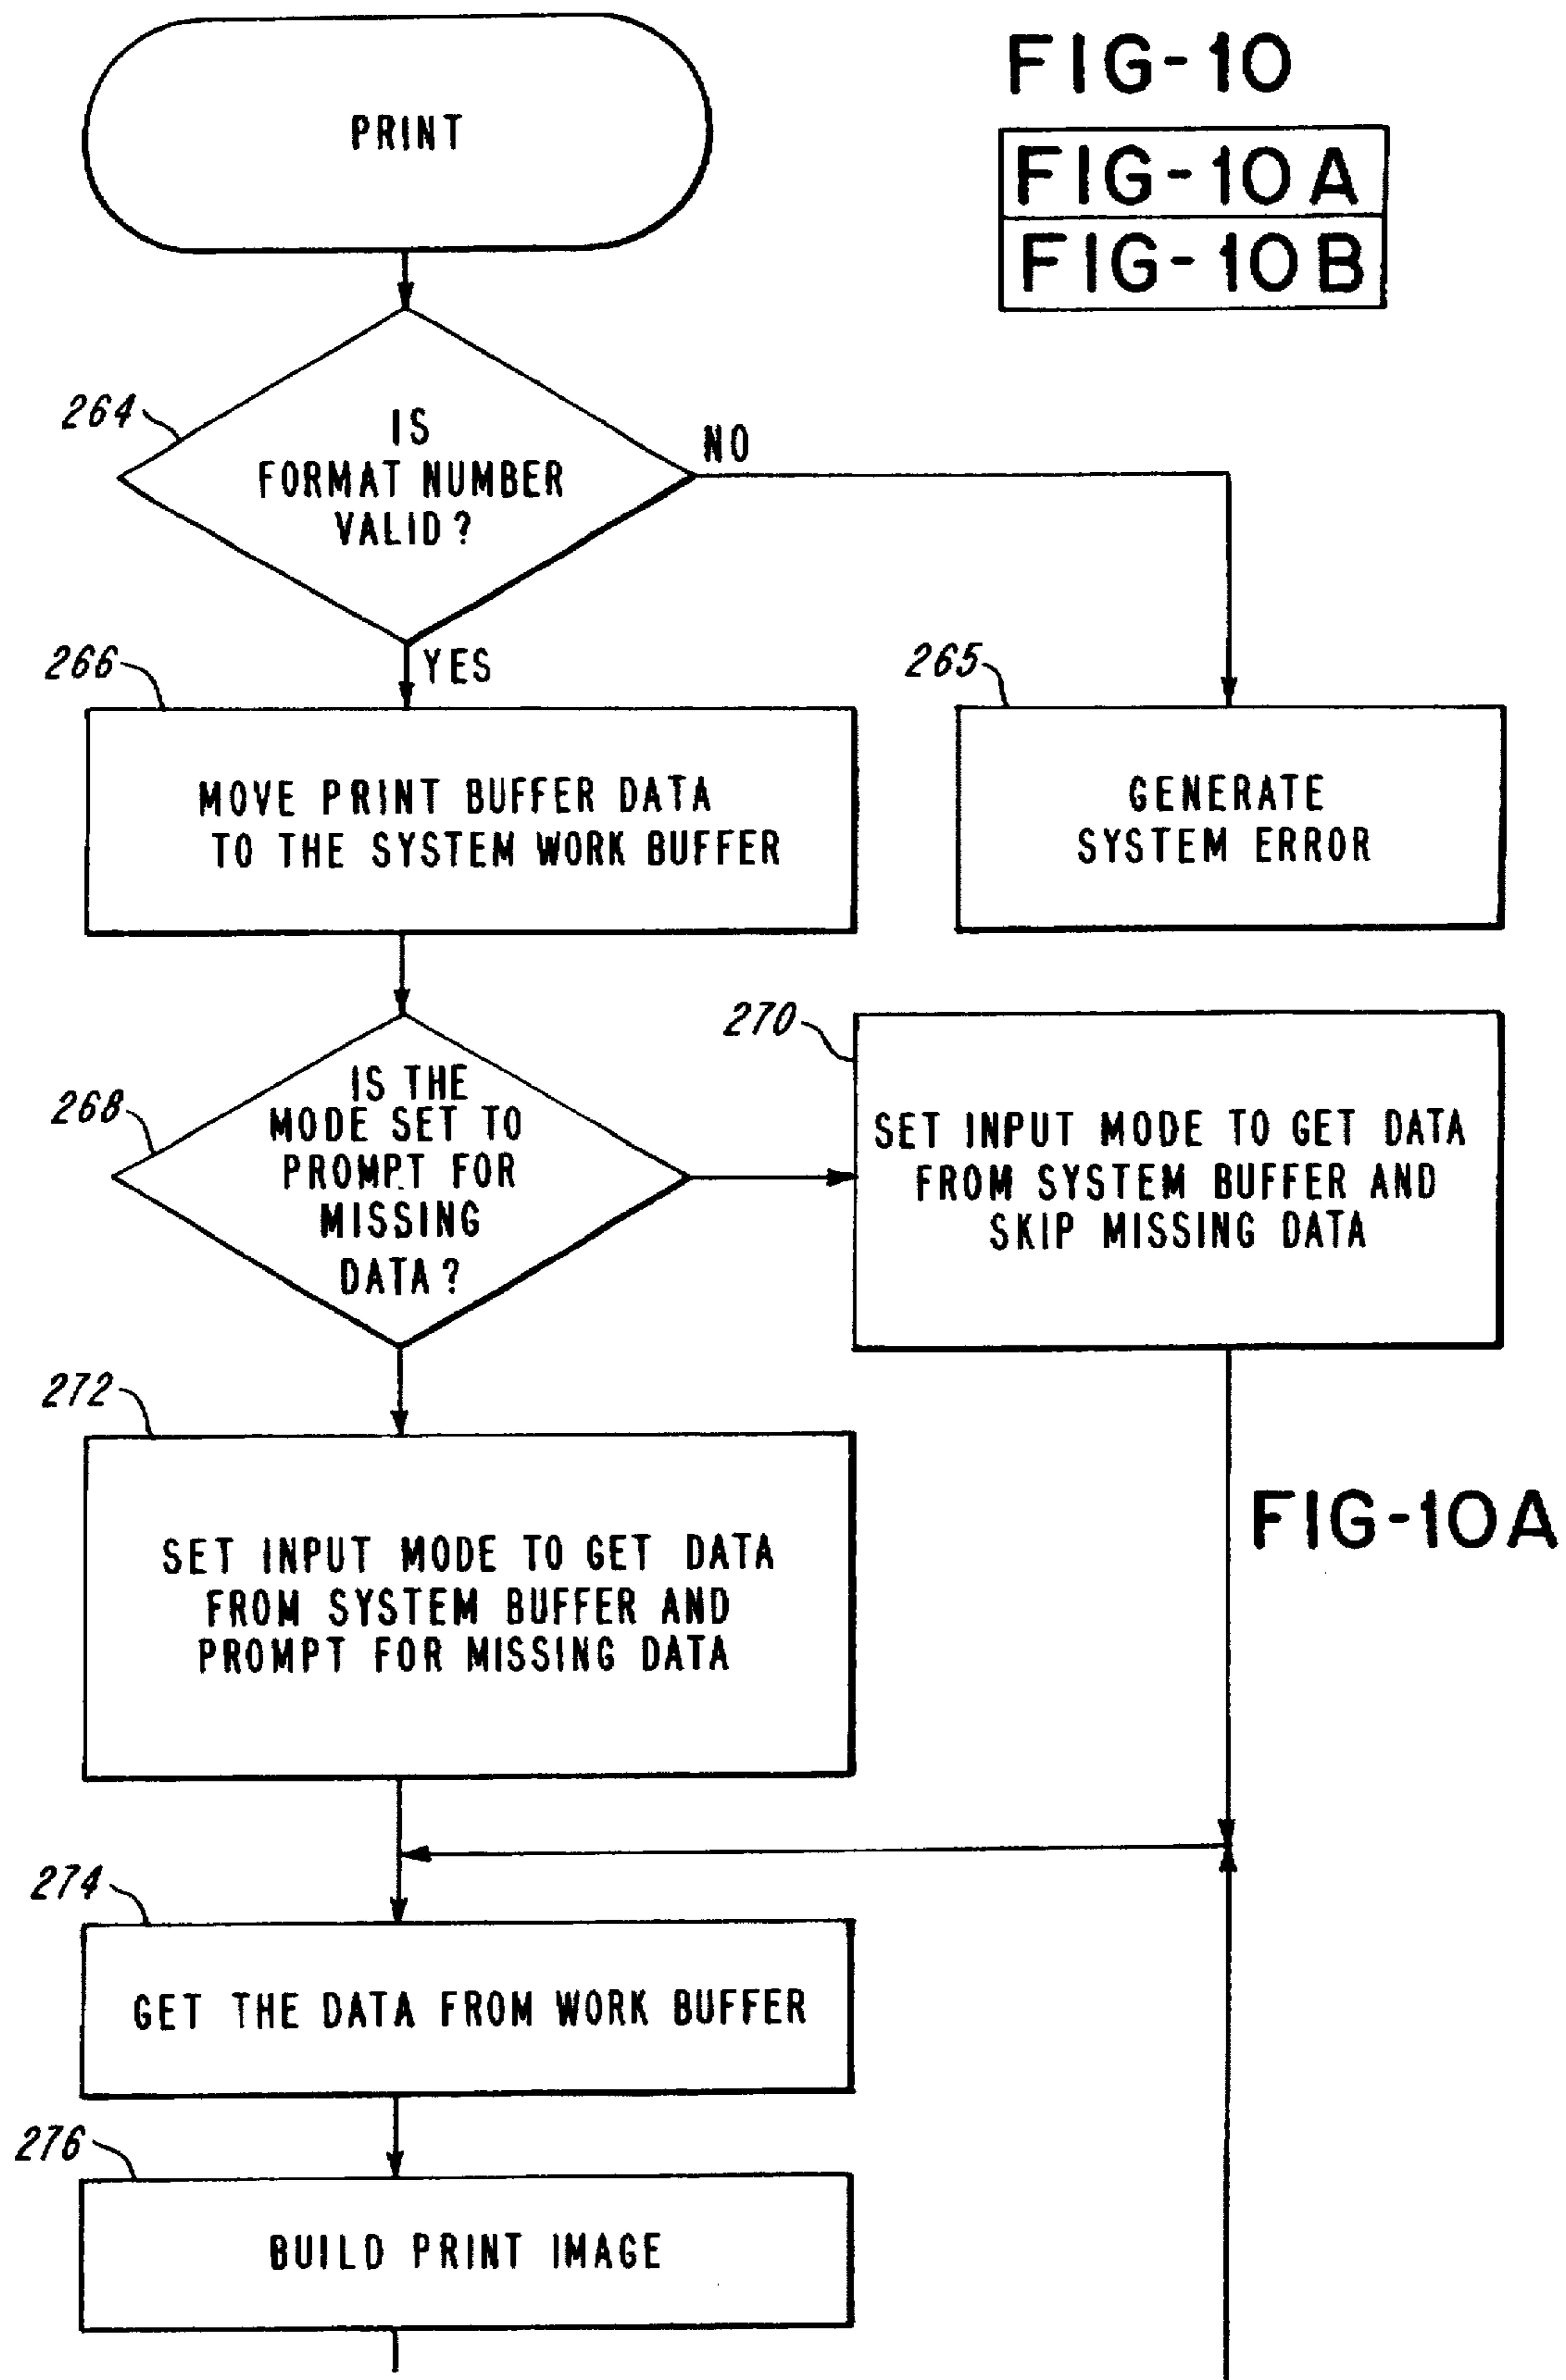 PRINT
FIG-10
FIG-10A
FIG-10B
264
IS
FORMAT NUMBER
VALID?
NO
YES
266
MOVE PRINT BUFFER DATA
TO THE SYSTEM WORK BUFFER
265
GENERATE
SYSTEM ERROR
268
IS THE
MODE SET TO
PROMPT FOR
MISSING
DATA?
270
SET INPUT MODE TO GET DATA
FROM SYSTEM BUFFER AND
SKIP MISSING DATA
272
SET INPUT MODE TO GET DATA
FROM SYSTEM BUFFER AND
PROMPT FOR MISSING DATA
FIG-10A
274
GET THE DATA FROM WORK BUFFER
276
BUILD PRINT IMAGE